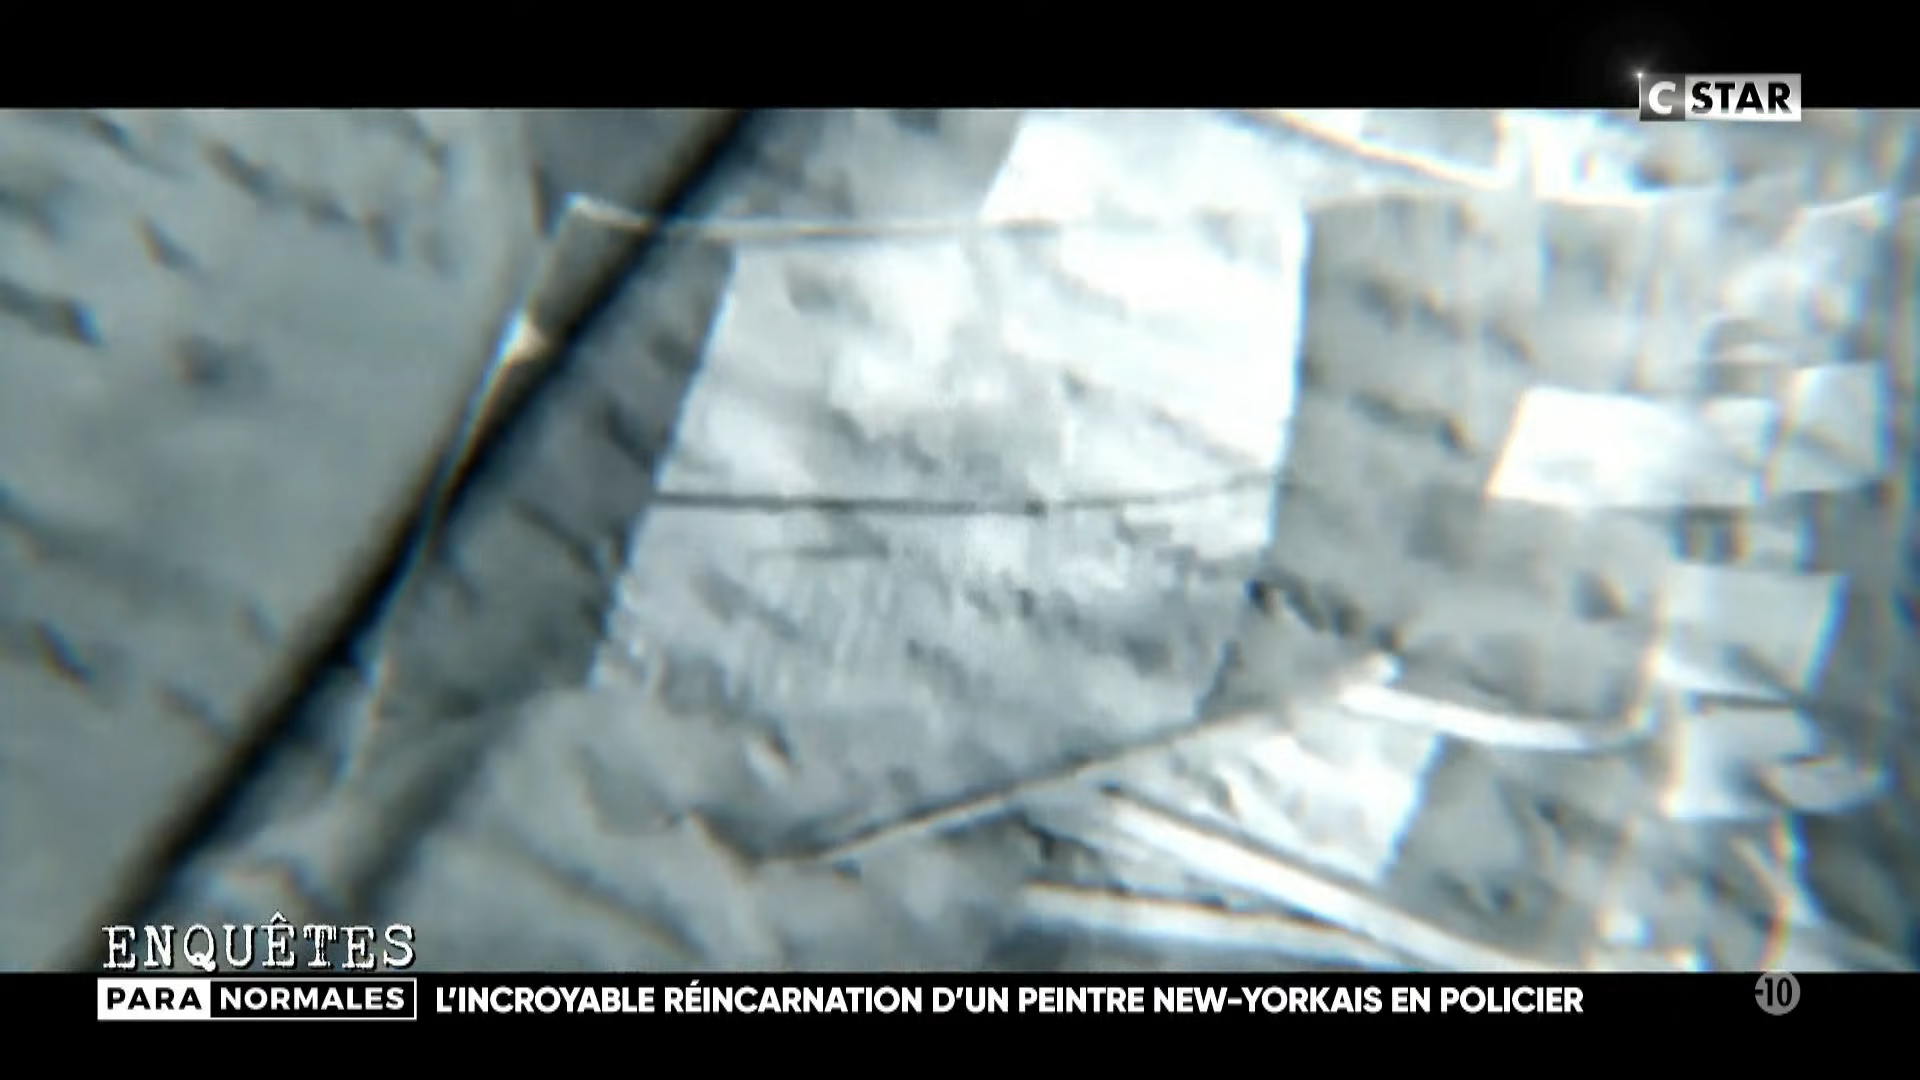 C STAR
ENQUÊTES
PARA NORMALES
L'INCROYABLE RÉINCARNATION D'UN PEINTRE NEW-YORKAIS EN POLICIER
-10